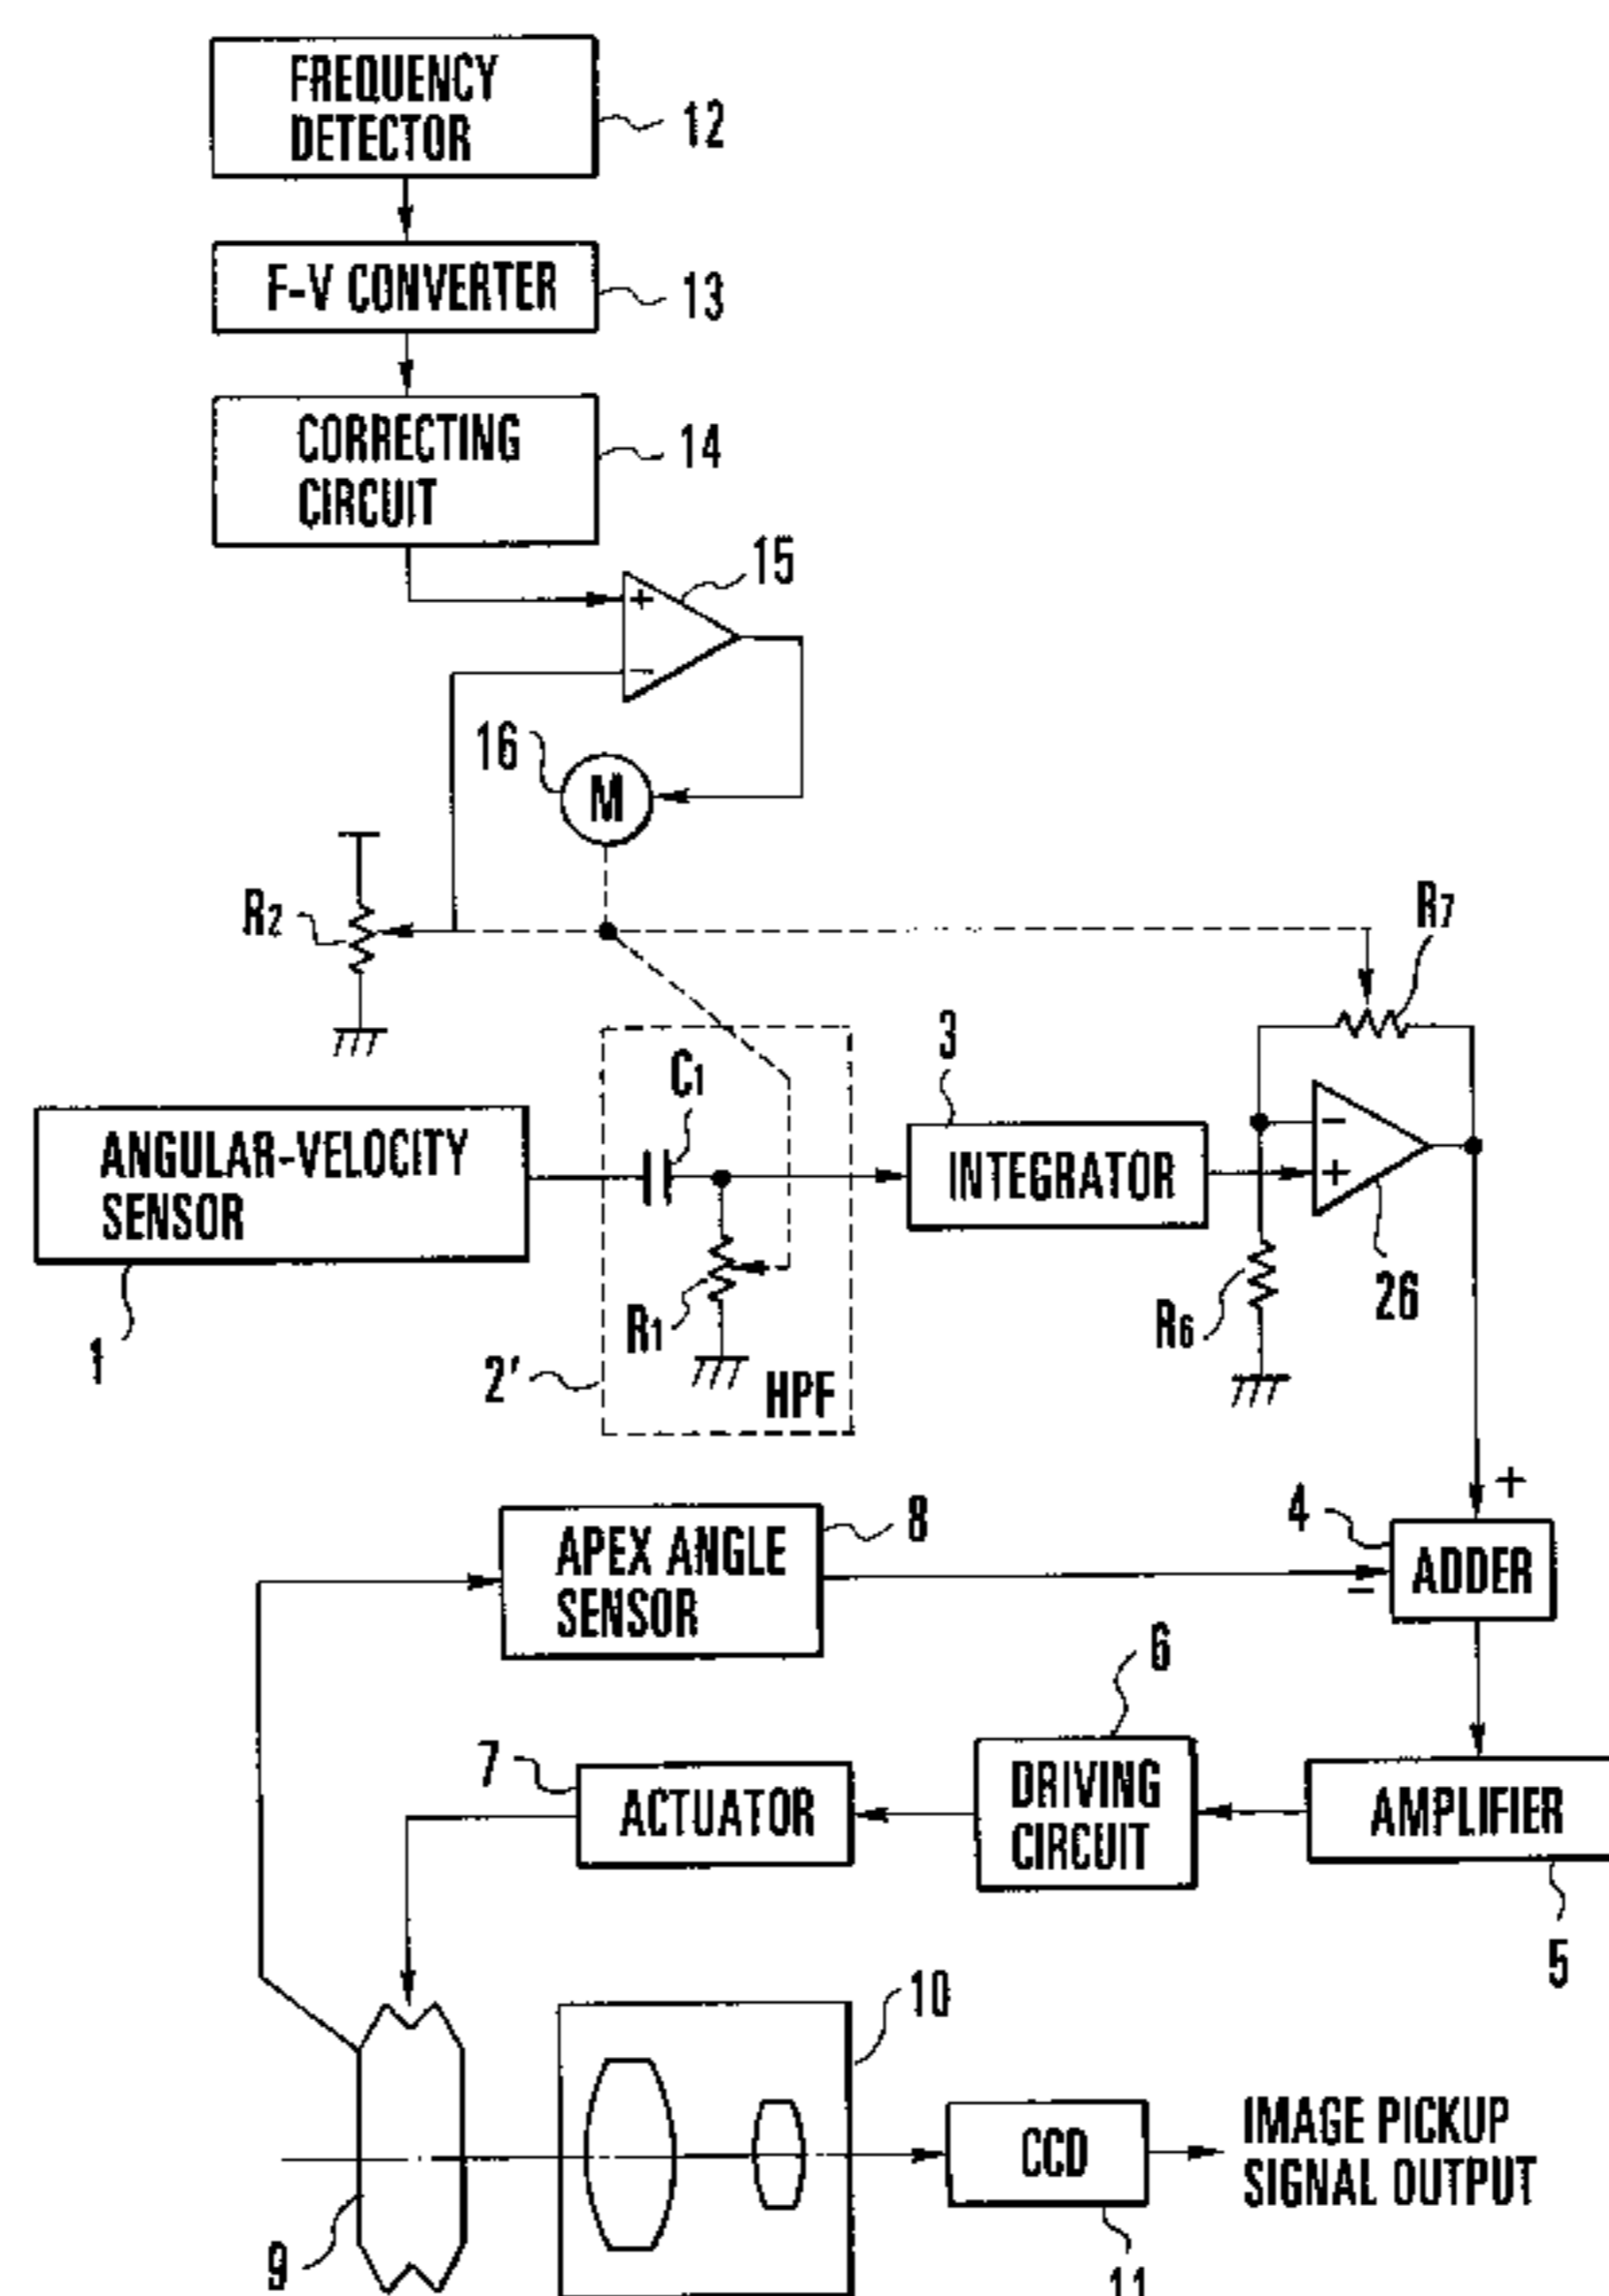 FREQUENCY
DETECTOR
12
F-V CONVERTER
13
CORRECTING
CIRCUIT
14
15
+
−
16
M
R2
R7
3
C1
ANGULAR-VELOCITY
SENSOR
INTEGRATOR
−
+
1
R1
2'
HPF
R6
26
+
8
4
APEX ANGLE
SENSOR
ADDER
−
6
7
ACTUATOR
DRIVING
CIRCUIT
AMPLIFIER
5
10
CCD
IMAGE PICKUP
SIGNAL OUTPUT
9
11